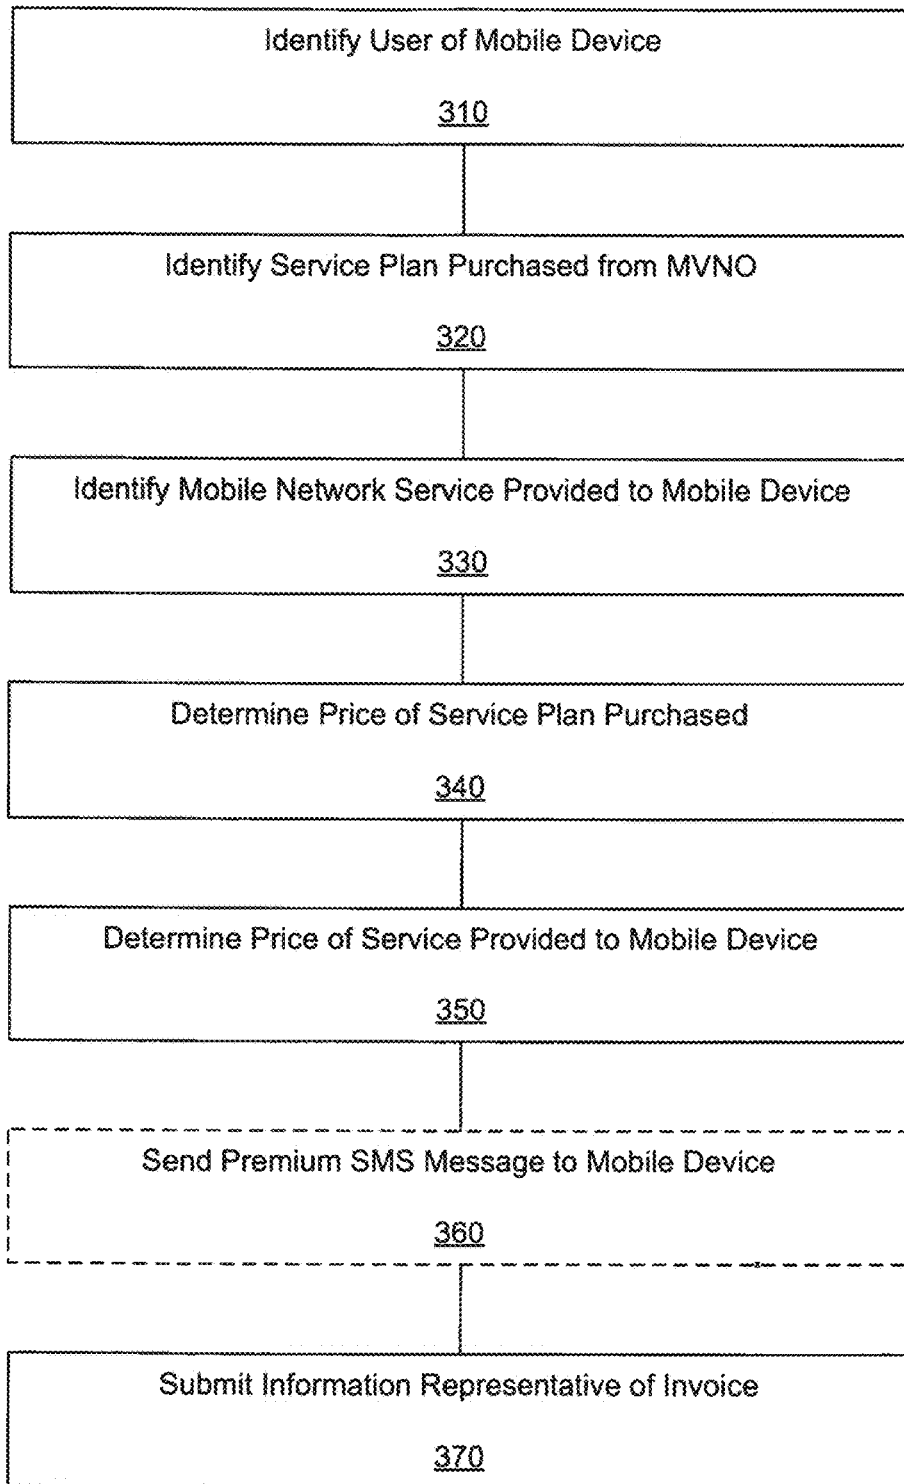 Identify User of Mobile Device
310
Identify Service Plan Purchased from MVNO
320
Identify Mobile Network Service Provided to Mobile Device
330
Determine Price of Service Plan Purchased
340
Determine Price of Service Provided to Mobile Device
350
Send Premium SMS Message to Mobile Device
360
Submit Information Representative of Invoice
370